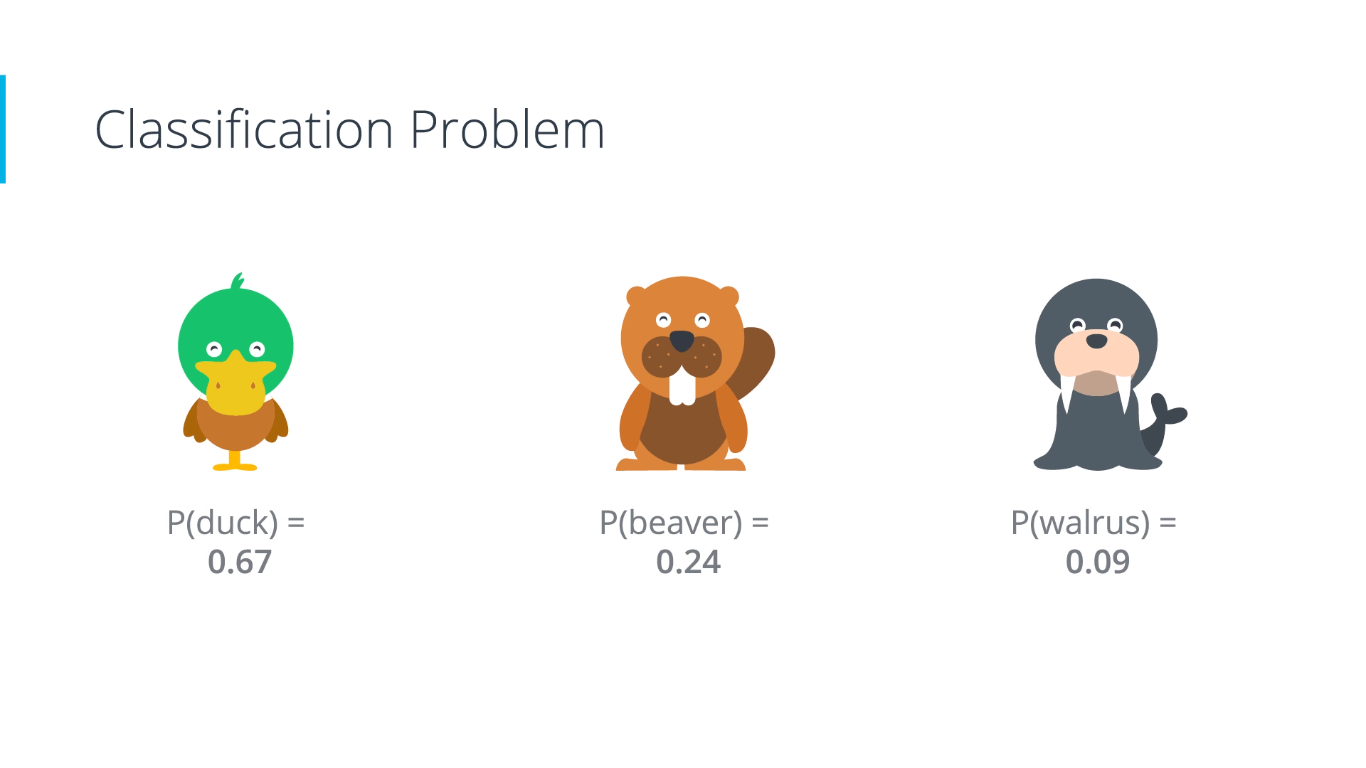 Classification Problem
P(duck) =
0.67
P(beaver) =
0.24
P(walrus) =
0.09